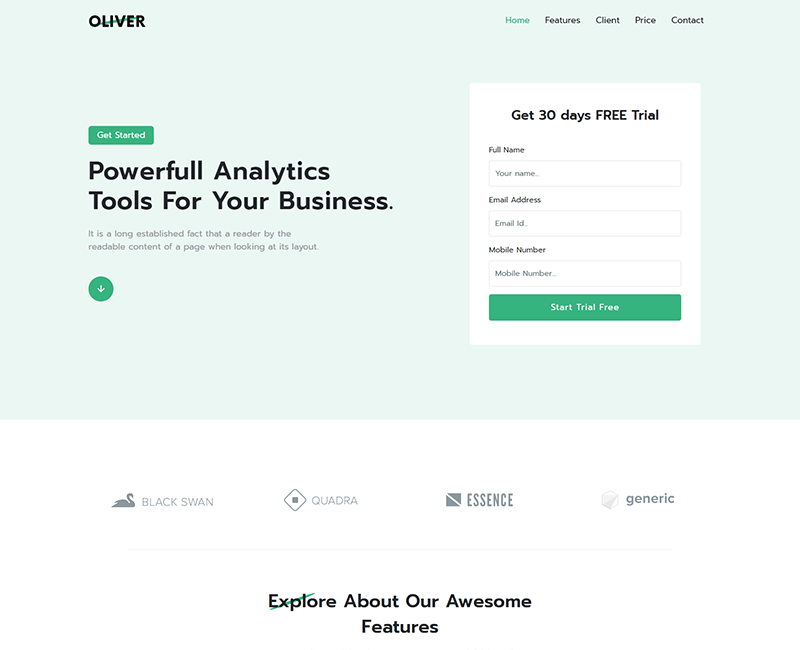 OLIVER
Home Features Client Price Contact
Get Started
Powerfull Analytics
Tools For Your Business.
It is a long established fact that a reader by the
readable content of a page when looking at its layout.
Get 30 days FREE Trial
Full Name
Your name..
Email Address
Email Id..
Mobile Number
Mobile Number..
Start Trial Free
BLACK SWAN
QUADRA
ESSENCE
generic
Explore About Our Awesome
Features